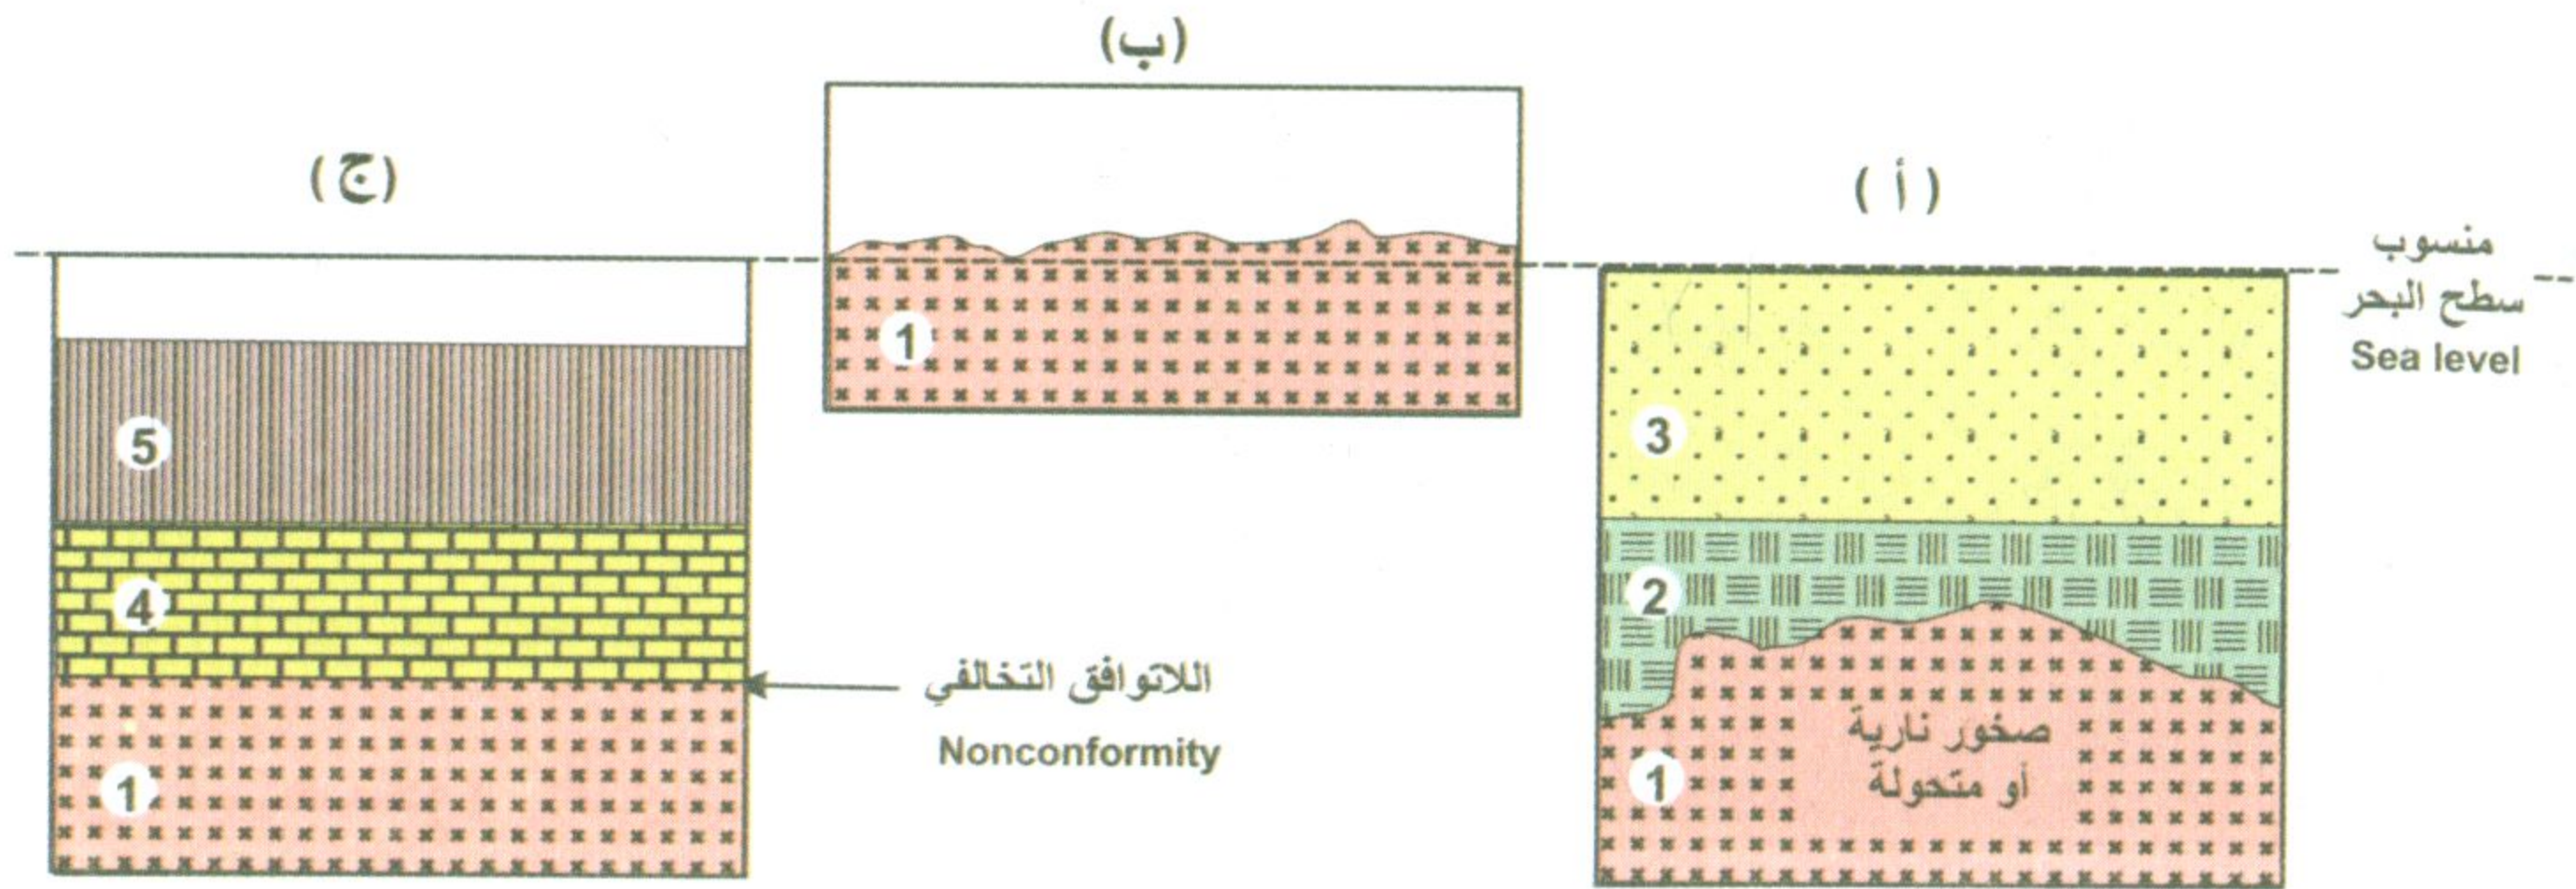 (ب)
(أ)
(ج)
منسوب
سطح البحر
Sea level
1
3
5
2
4
اللاتوافق التخالفي
Nonconformity
صخور نارية
أو متحولة
1
1